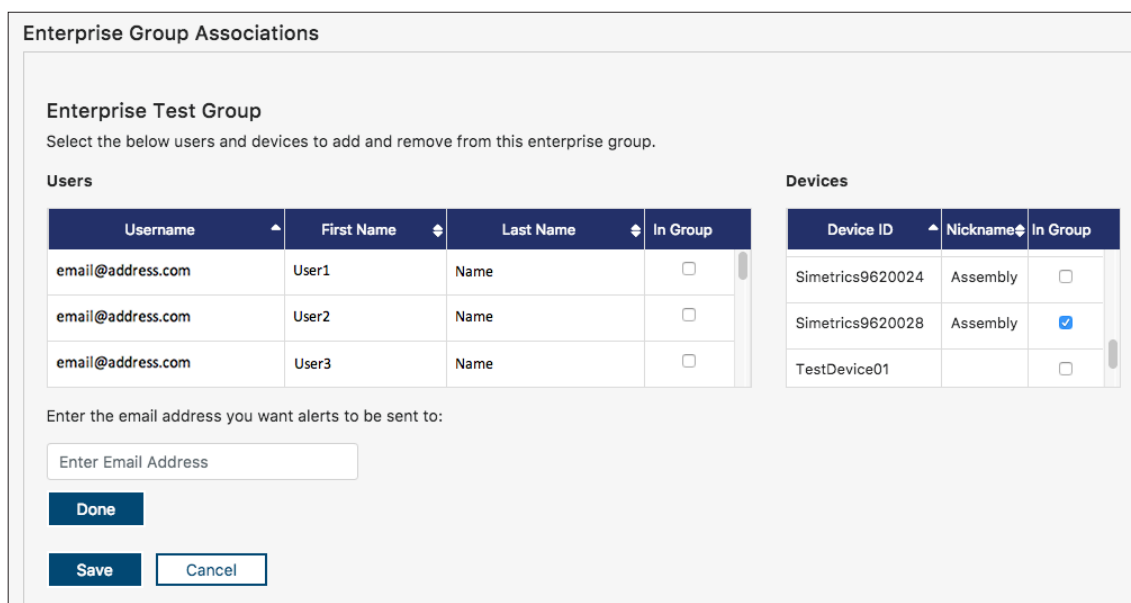 Enterprise Group Associations
Enterprise Test Group
Select the below users and devices to add and remove from this enterprise group.
Users
Username First Name Last Name In Group
email@address.com User1 Name
email@address.com User2 Name
email@address.com User3 Name
Devices
Device ID Nickname In Group
Simetrics9620024 Assembly
Simetrics9620028 Assembly
TestDevice01
Enter the email address you want alerts to be sent to:
Enter Email Address
Done
Save Cancel